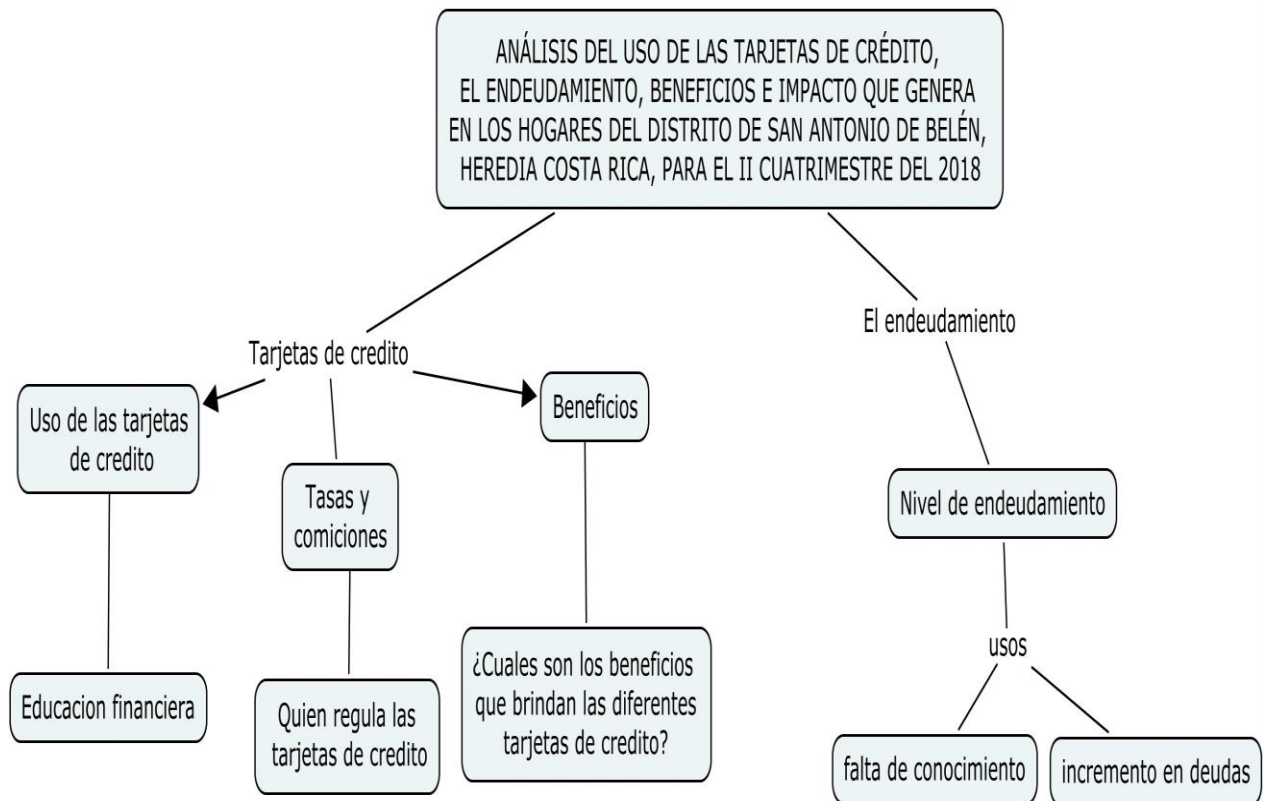 ANÁLISIS DEL USO DE LAS TARJETAS DE CRÉDITO,
EL ENDEUDAMIENTO, BENEFICIOS E IMPACTO QUE GENERA
EN LOS HOGARES DEL DISTRITO DE SAN ANTONIO DE BELÉN,
HEREDIA COSTA RICA, PARA EL II CUATRIMESTRE DEL 2018
Tarjetas de credito
El endeudamiento
Uso de las tarjetas
de credito
Tasas y
comiciones
Beneficios
Nivel de endeudamiento
Educacion financiera
Quien regula las
tarjetas de credito
¿Cuales son los beneficios
que brindan las diferentes
tarjetas de credito?
usos
falta de conocimiento
incremento en deudas